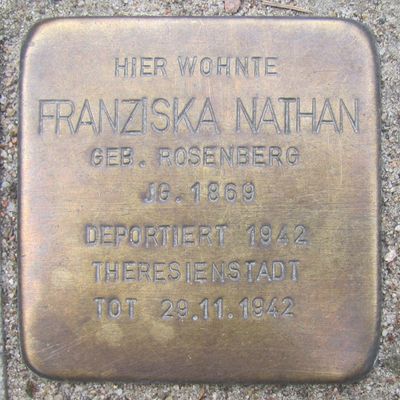 HIER WOHNTE
FRANZISKA NATHAN
GEB. ROSENBERG
JG. 1869
DEPORTIERT 1942
THERESIENSTADT
TOT 29.11.1942